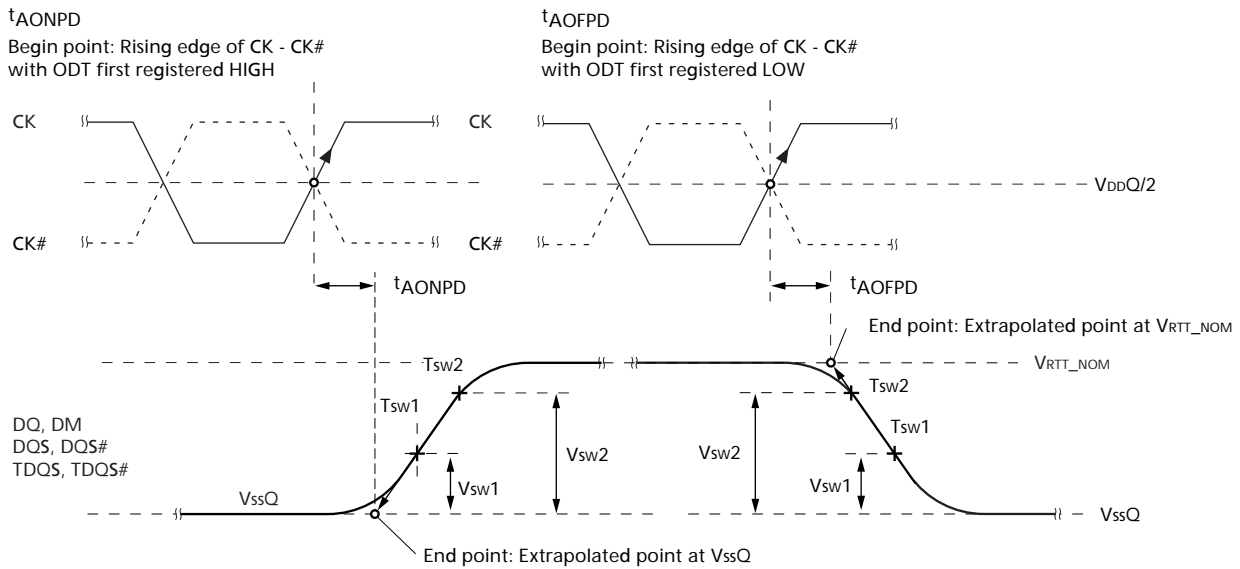 tAONPD
Begin point: Rising edge of CK - CK#
with ODT first registered HIGH
tAOFPD
Begin point: Rising edge of CK - CK#
with ODT first registered LOW
CK
CK
VDDQ/2
CK#
CK#
tAONPD
tAOFPD
End point: Extrapolated point at VRTT_NOM
TSW2
VRTT_NOM
TSW2
TSW1
DQ, DM
DQS, DQS#
TDQS, TDQS#
TSW1
VSW2
VSW2
VSW1
VSW1
VssQ
VssQ
End point: Extrapolated point at VssQ